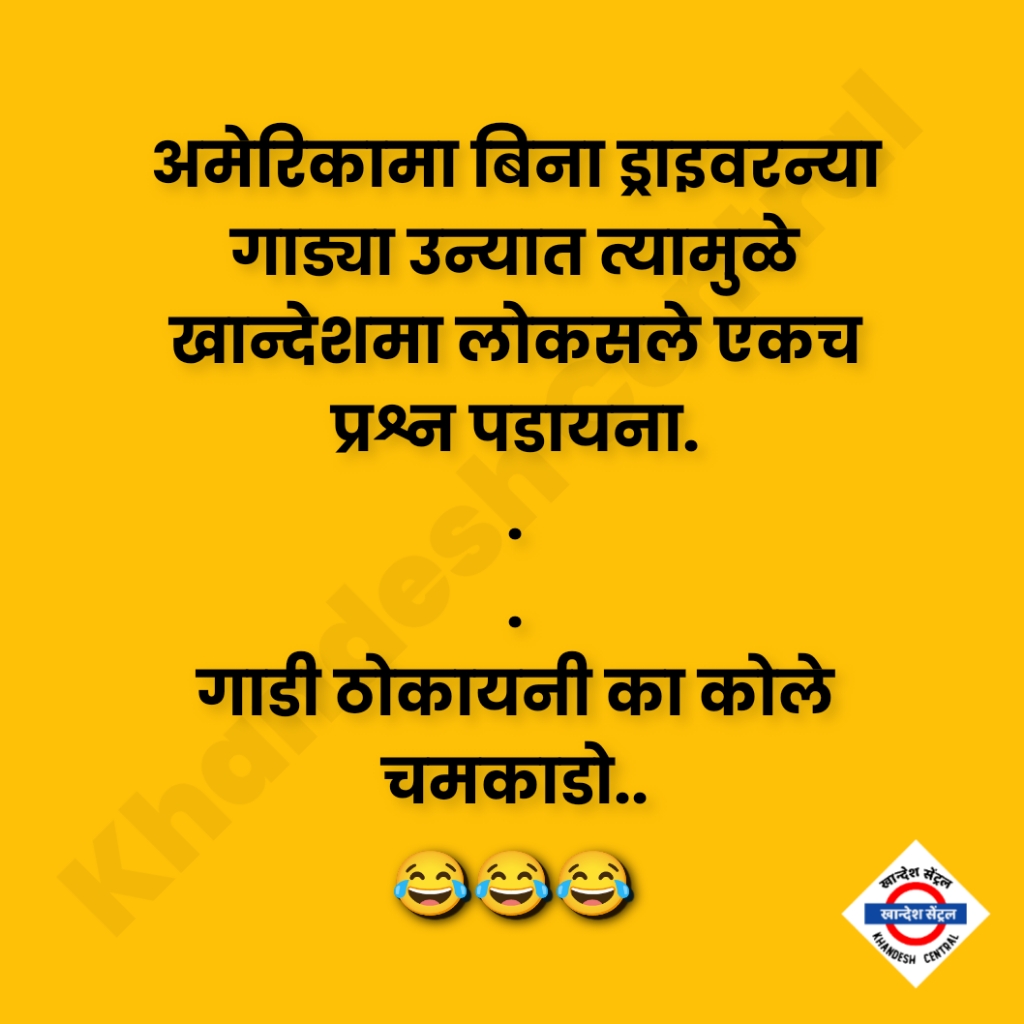 अमेरिकामा बिना ड्राइवरन्या
गाड्या उन्यात त्यामुळे
खान्देशमा लोकसले एकच
प्रश्न पडायना.
.
.
गाडी ठोकायनी का कोले
चमकाडो..
😂😂😂
खान्देश सेंट्रल
खान्देश सेंट्रल
KHANDESH CENTRAL
Khandesh Central